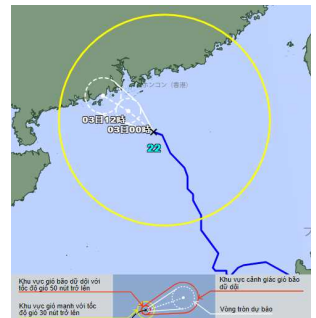 ホンコン (香港)
03日12時
03日00時
22
フ
Khu vực gió bão dữ dội với
tốc độ gió 50 nút trở lên
Khu vực gió mạnh với tốc
độ gió 30 nút trở lên
Khu vực cảnh giác gió bão
dữ dội
Vòng tròn dự báo